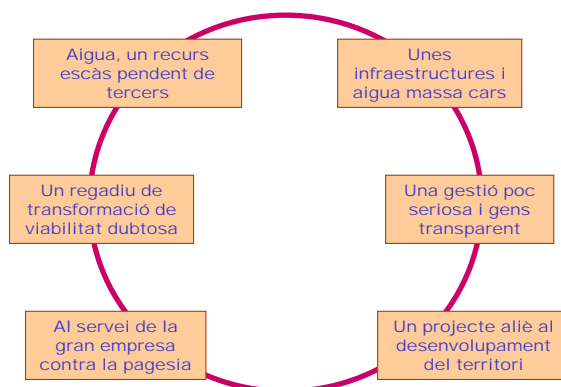 Aigua, un recurs
escàs pendent de
tercers
Unes
infraestructures i
aigua massa cars
Un regadiu de
transformació de
viabilitat dubtosa
Una gestió poc
seriosa i gens
transparent
Al servei de la
gran empresa
contra la pagesia
Un projecte aliè al
desenvolupament
del territori